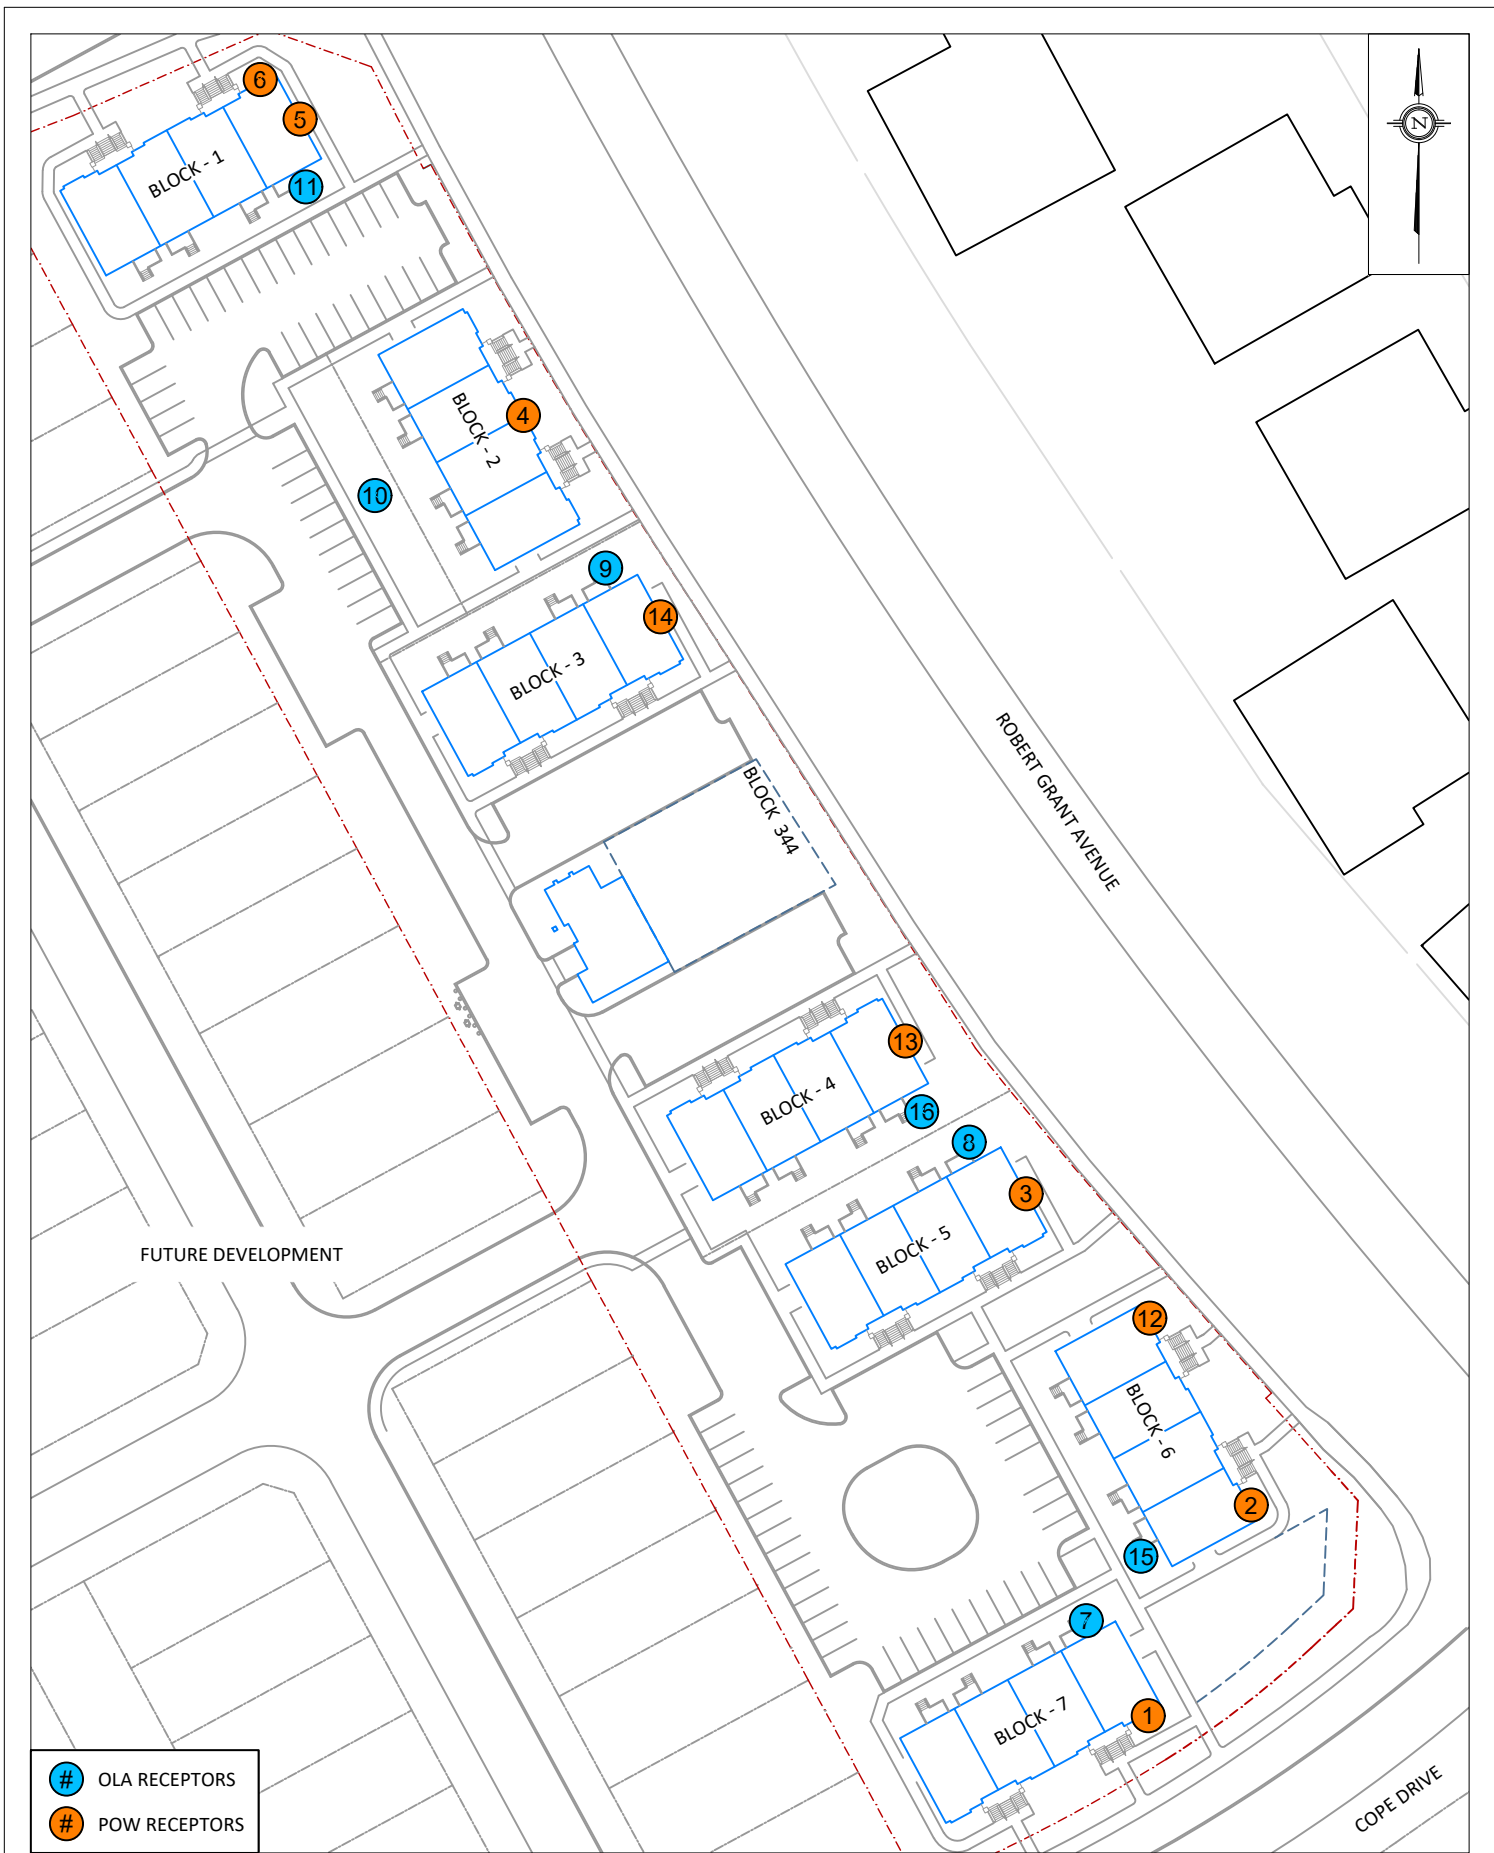 6
5
N
BLOCK - 1
11
4
BLOCK - 2
10
9
14
BLOCK - 3
ROBERT GRANT AVENUE
BLOCK 344
13
BLOCK - 4
16
8
3
BLOCK - 5
FUTURE DEVELOPMENT
12
BLOCK - 6
2
15
7
1
BLOCK - 7
# OLA RECEPTORS
# POW RECEPTORS
COPE DRIVE